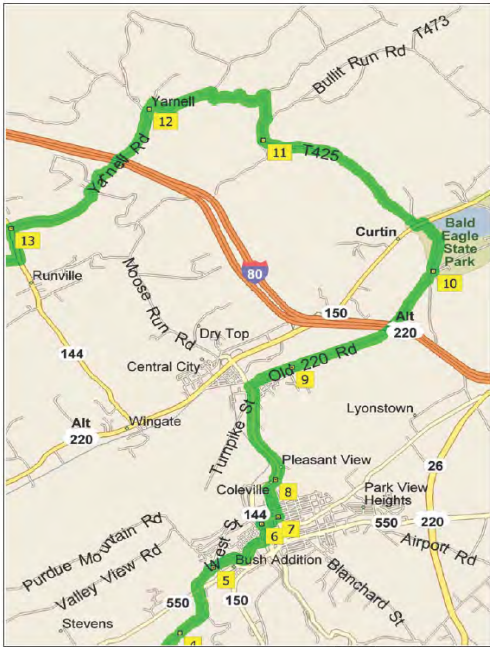 T473
Bullit Run Rd
Yarnell
12
11
T425
Yarnell Rd
Curtin
Bald
Eagle
State
Park
13
Runville
80
10
Moose Run Rd
150
Alt
220
Dry Top
144
Central City
Old 220 Rd
9
Alt
220
Wingate
Turnpike St
Lyonstown
Pleasant View
26
Coleville
8
Park View
Heights
144
7
550
220
Purdue Mountain Rd
West St
6
Airport Rd
Valley View Rd
Bush Addition
5
550
150
Blanchard St
Stevens
4